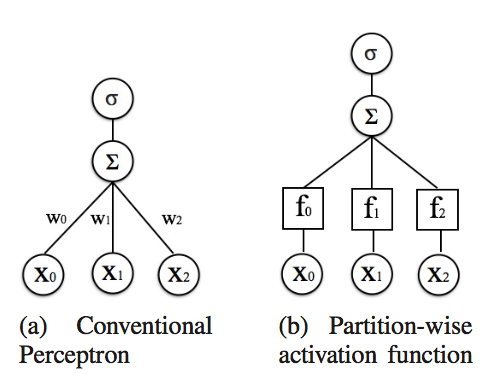 σ
Σ
w0 w1 w2
x0 x1 x2
(a) Conventional
Perceptron
σ
Σ
f0 f1 f2
x0 x1 x2
(b) Partition-wise
activation function